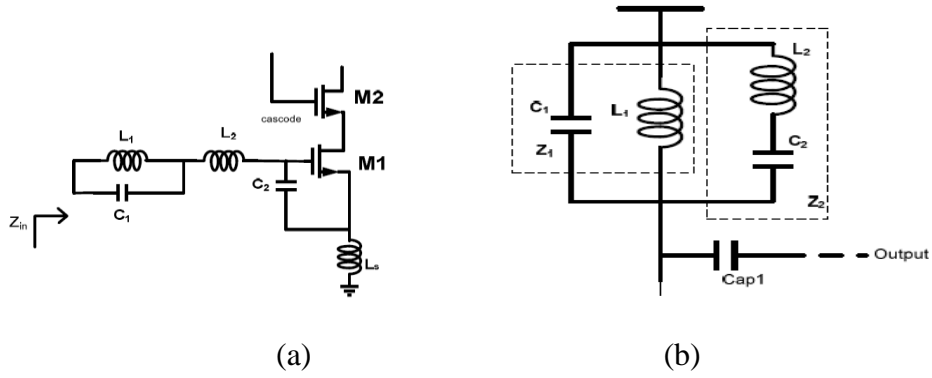 M2
cascode
L₁
L₂
M1
C₁
C₂
Zin
Ls
(a)
L₂
C₁
L₁
Z₁
C₂
Z₂
Cap1
Output
(b)